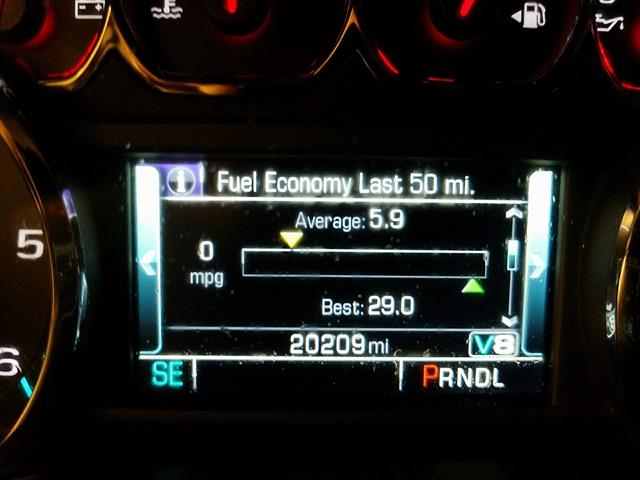 Fuel Economy Last 50 mi.
Average: 5.9
0
mpg
Best: 29.0
20209 mi
V8
SE
PRNDL
5
6